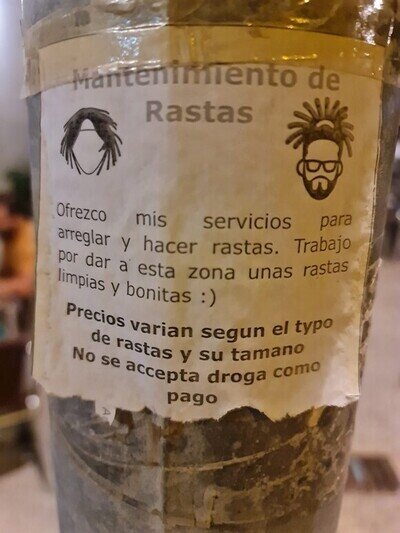 Mantenimiento de
Rastas
Ofrezco mis servicios para
arreglar y hacer rastas. Trabajo
por dar a esta zona unas rastas
limpias y bonitas :)
Precios varian segun el typo
de rastas y su tamano
No se accepta droga como
pago